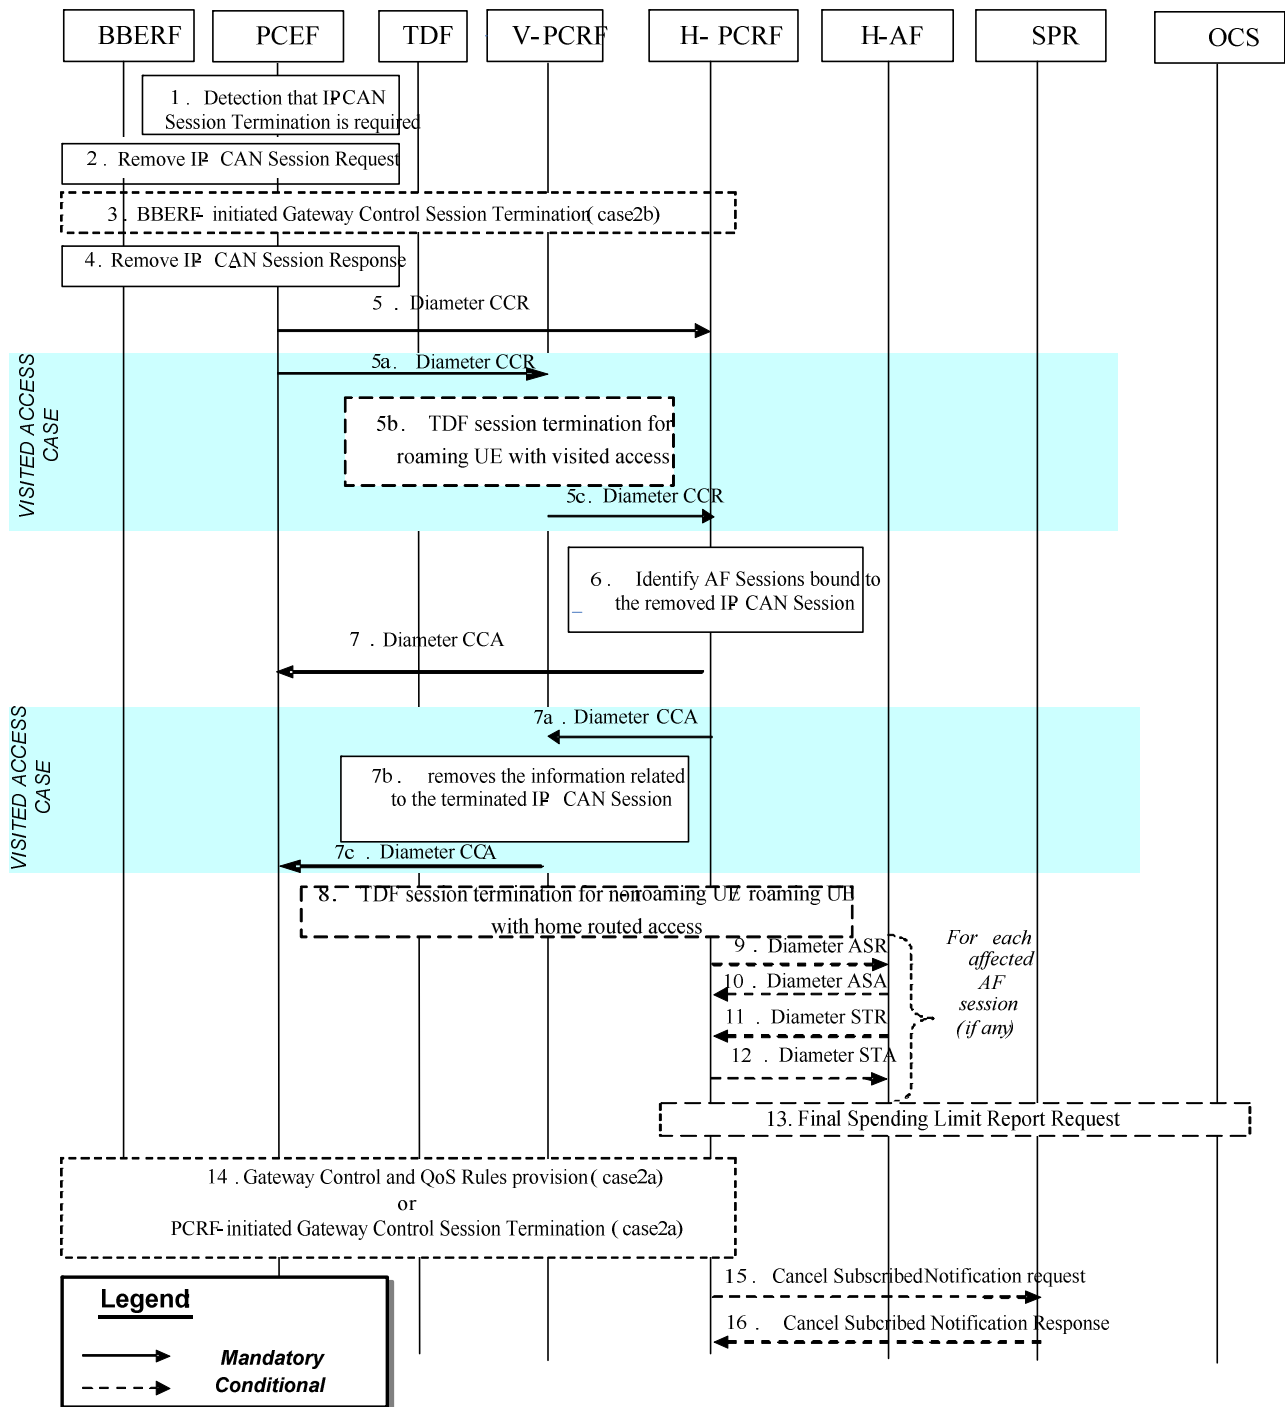 BBERF PCEF TDF V-PCRF H-PCRF H-AF SPR OCS
1. Detection that IP-CAN
Session Termination is required
2. Remove IP-CAN Session Request
3. BBERF-initiated Gateway Control Session Termination (case2b)
4. Remove IP-CAN Session Response
5. Diameter CCR
VISITED ACCESS
CASE
5a. Diameter CCR
5b. TDF session termination for
roaming UE with visited access
5c. Diameter CCR
6. Identify AF Sessions bound to
the removed IP-CAN Session
7. Diameter CCA
VISITED ACCESS
CASE
7a. Diameter CCA
7b. removes the information related
to the terminated IP-CAN Session
7c. Diameter CCA
8. TDF session termination for non-roaming UE roaming UE
with home routed access
9. Diameter ASR
10. Diameter ASA
11. Diameter STR
12. Diameter STA
For each
affected
AF
session
(if any)
13. Final Spending Limit Report Request
14. Gateway Control and QoS Rules provision (case2a)
or
PCRF-initiated Gateway Control Session Termination (case2a)
15. Cancel Subscribed Notification request
16. Cancel Subcribed Notification Response
Legend:
Mandatory
Conditional